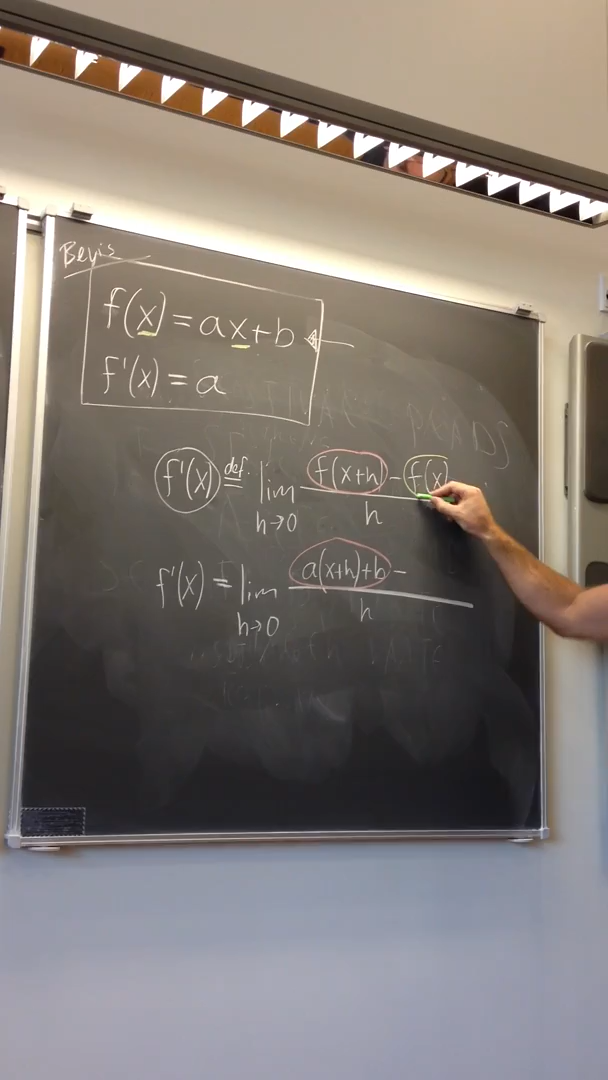 Bevis
f(x) = ax+b
f'(x) = a
f'(x) def. = lim h→0 f(x+h) - f(x) / h
f'(x) = lim h→0 a(x+h)+b - / h